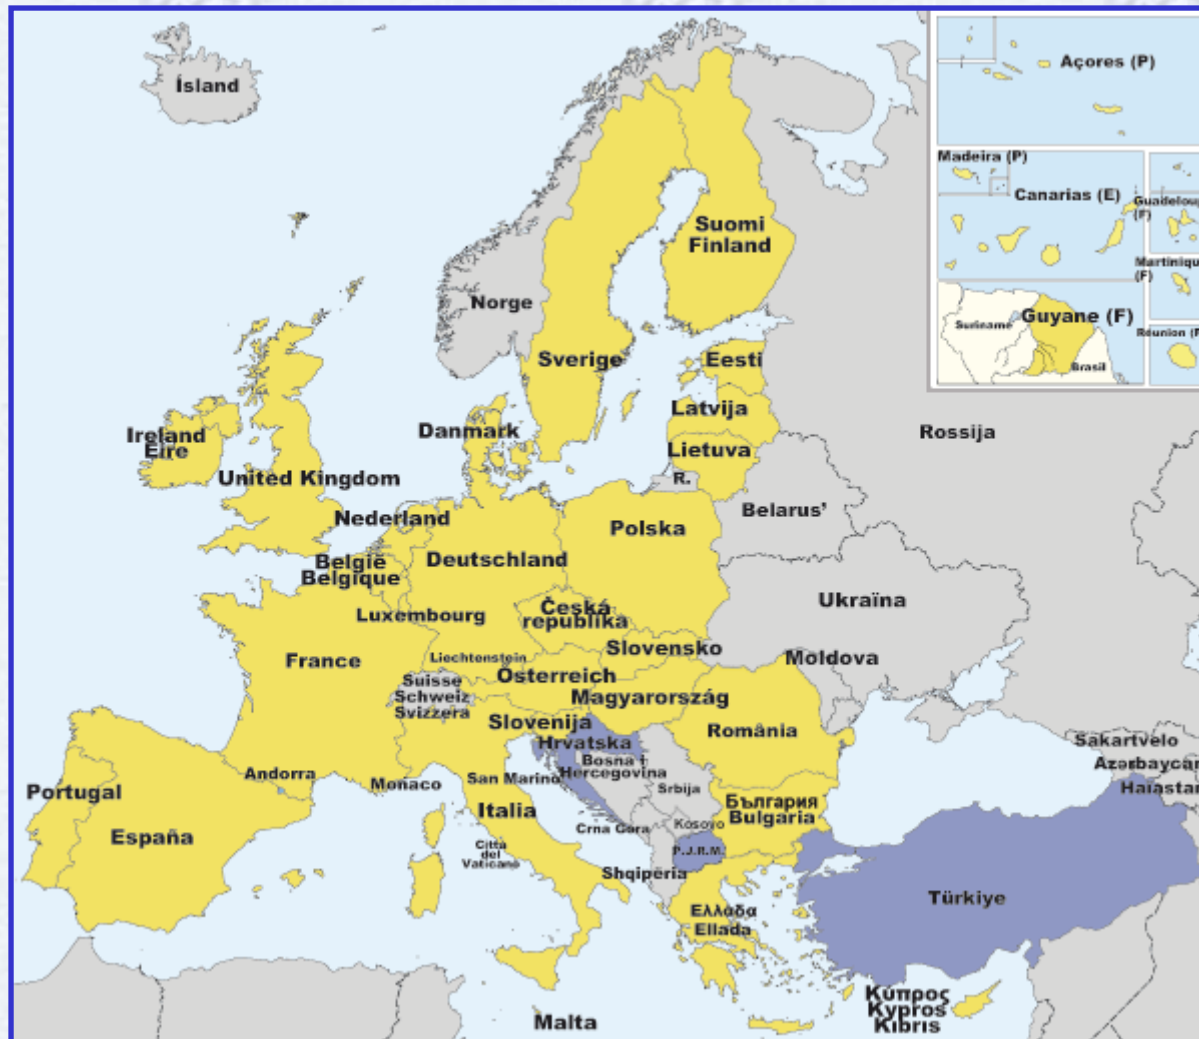 Ísland
Açores (P)
Madeira (P)
Canarias (E)
Guadeloup
(F)
Martiniqu
(F)
Suriname
Guyane (F)
Brasil
Réunion (F
Suomi
Finland
Norge
Sverige
Eesti
Latvija
Lietuva
R.
Rossija
Danmark
Ireland
Éire
United Kingdom
Nederland
België
Belgique
Deutschland
Polska
Belarus’
Luxembourg
Česká
republika
Ukraïna
Slovensko
Moldova
France
Liechtenstein
Österreich
Suisse
Schweiz
Svizzera
Magyarország
Slovenija
România
Hrvatska
Bosna i
Hercegovina
Srbija
Sakartvelo
Azərbaycan
Haïastan
Portugal
España
Andorra
Monaco
San Marino
Italia
Città
del
Vaticano
Crna Gora
Kosovo
България
Bulgaria
P.J.R.M.
Shqipëria
Ελλάδα
Ellada
Türkiye
Malta
Κύπρος
Kypros
Kıbrıs